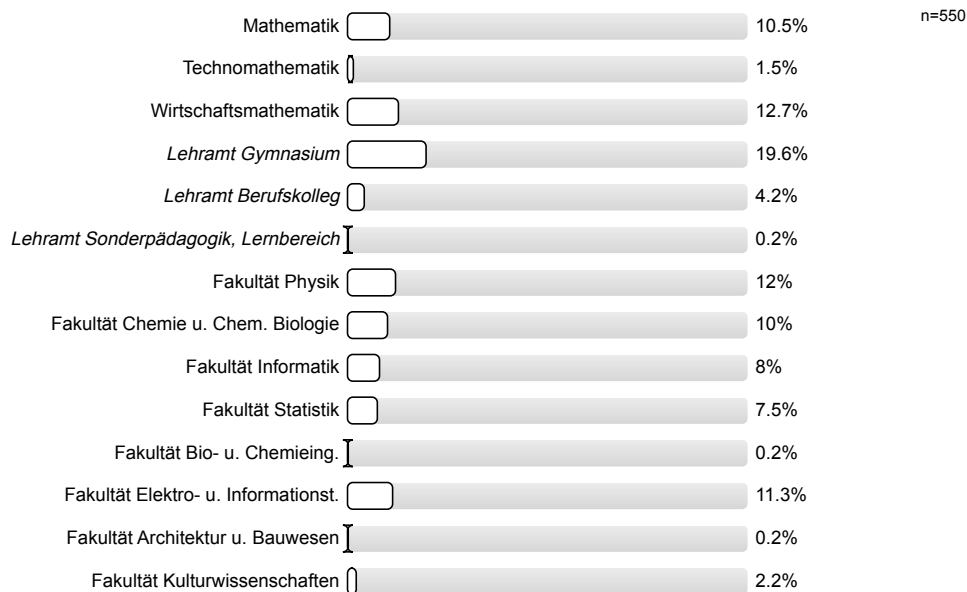 n=550
Mathematik 10.5%
Technomathematik 1.5%
Wirtschaftsmathematik 12.7%
Lehramt Gymnasium 19.6%
Lehramt Berufskolleg 4.2%
Lehramt Sonderpädagogik, Lernbereich 0.2%
Fakultät Physik 12%
Fakultät Chemie u. Chem. Biologie 10%
Fakultät Informatik 8%
Fakultät Statistik 7.5%
Fakultät Bio- u. Chemieing. 0.2%
Fakultät Elektro- u. Informationst. 11.3%
Fakultät Architektur u. Bauwesen 0.2%
Fakultät Kulturwissenschaften 2.2%